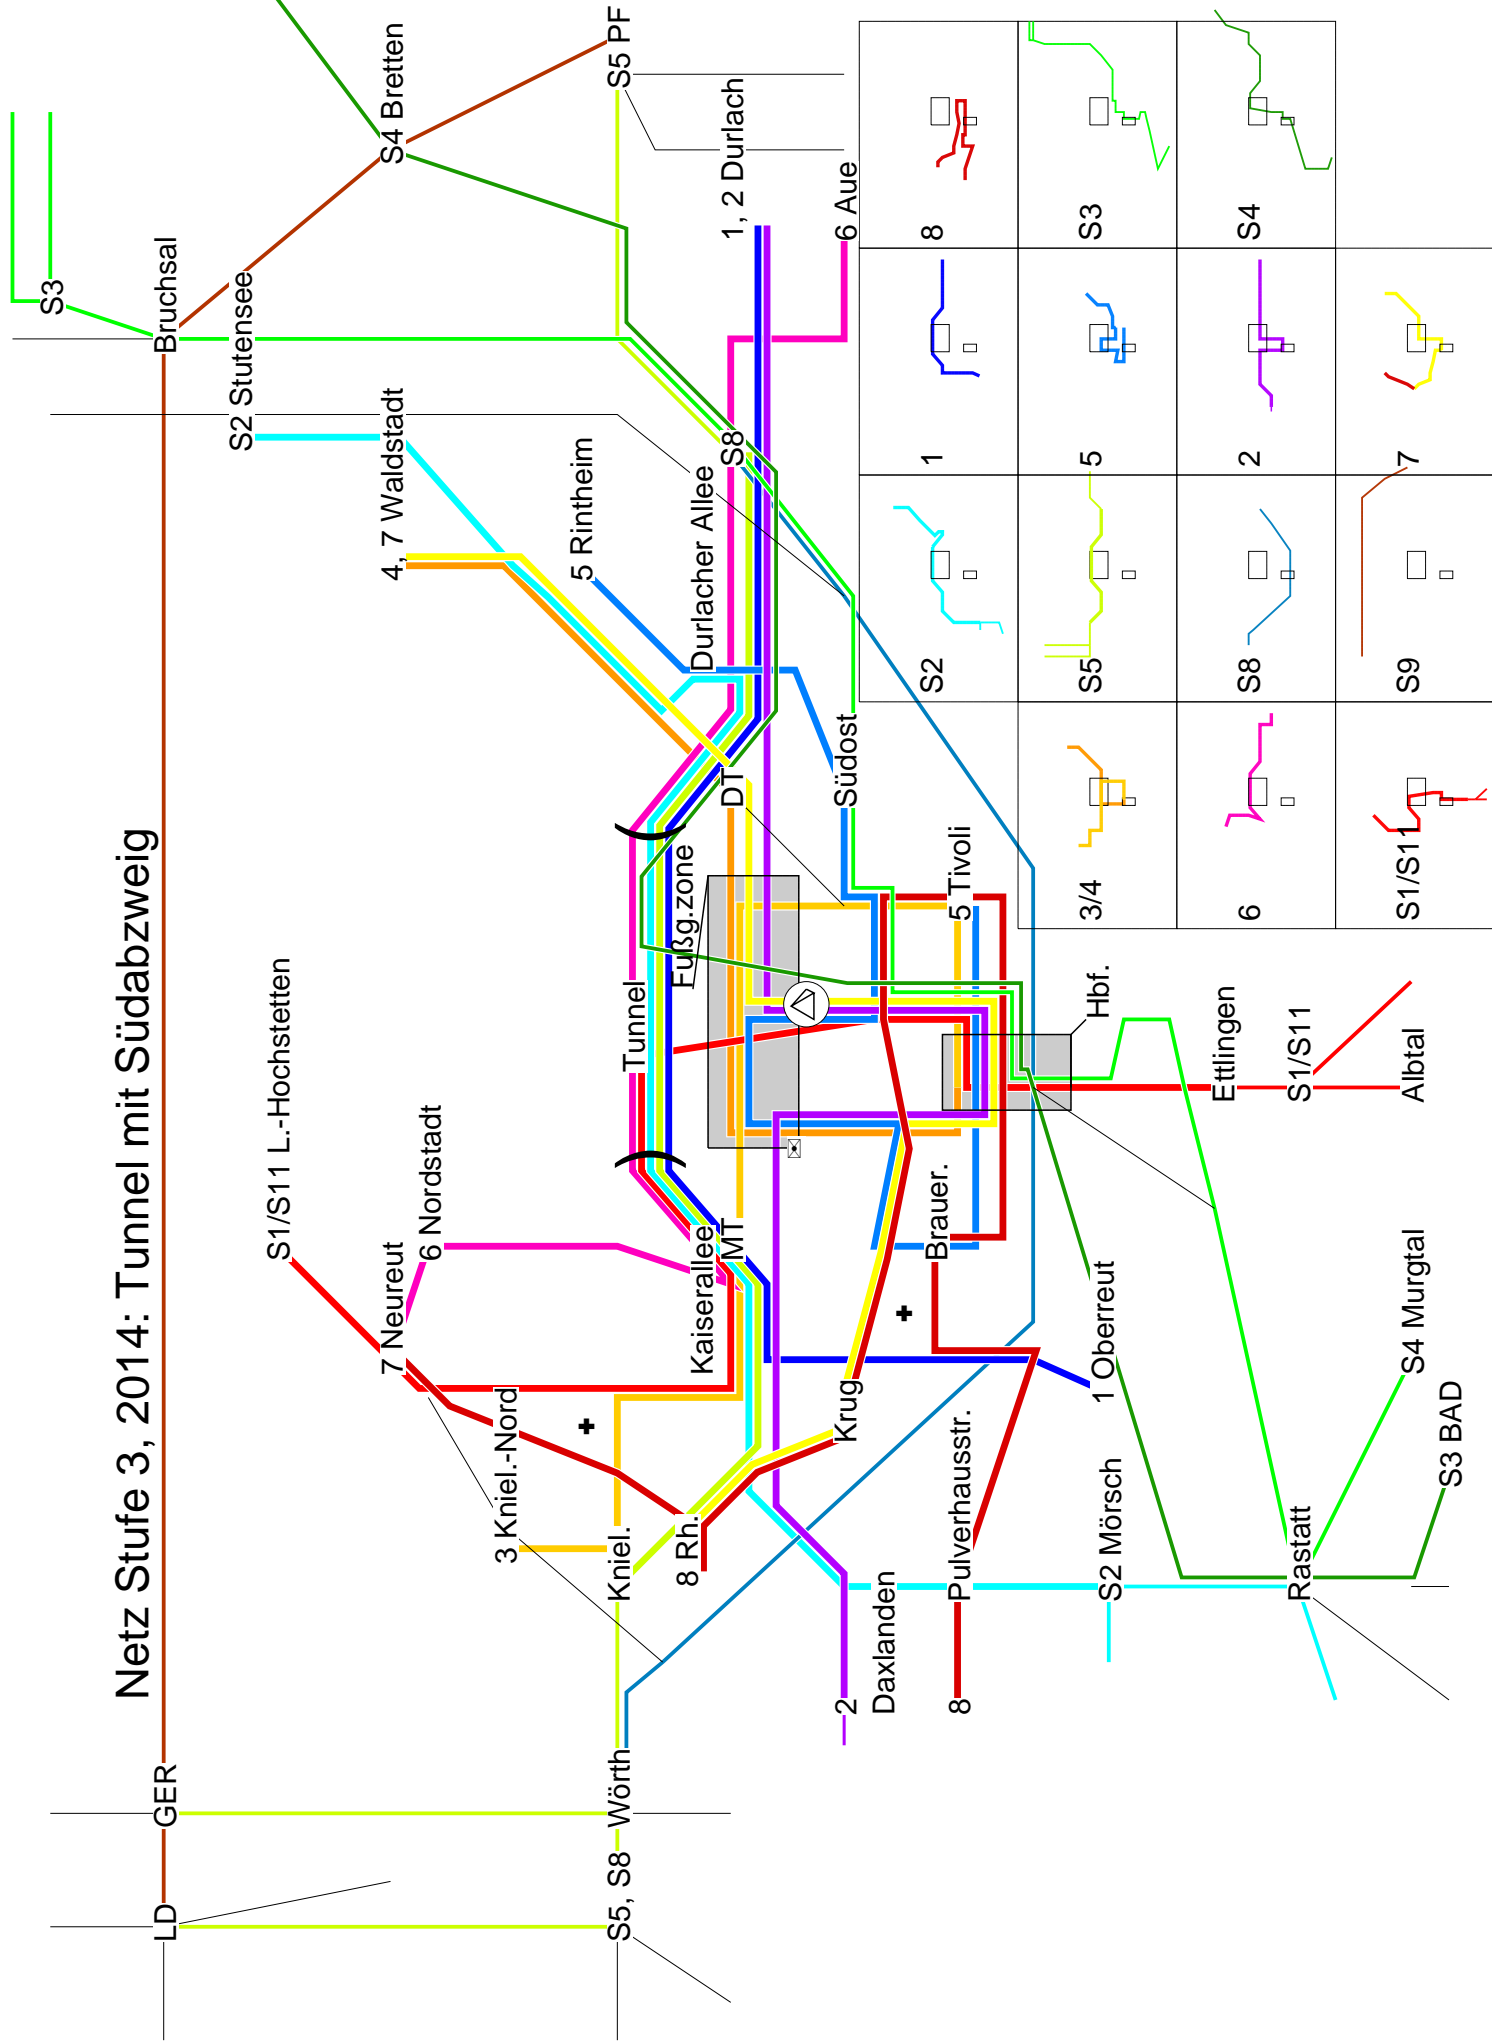 Netz Stufe 3, 2014: Tunnel mit Südabzweig
LD
GER
Bruchsal
S3
S2 Stutensee
S1/S11 L.-Hochstetten
7 Neureut
6 Nordstadt
4, 7 Waldstadt
S4 Bretten
3 Kniel.-Nord
5 Rintheim
S5, S8
Wörth
Kniel.
Tunnel
S5 PF
8 Rh.
Kaiserallee
Fußg.zone
Durlacher Allee
MT
DT
S8
1, 2 Durlach
2
Krug
Südost
6 Aue
Daxlanden
8
Pulverhausstr.
Brauer.
5 Tivoli
1 Oberreut
Hbf.
S2 Mörsch
Ettlingen
Rastatt
S1/S11
S4 Murgtal
Albtal
S3 BAD
S2
1
8
3/4
S5
5
S3
6
S8
2
S4
S1/S11
S9
7